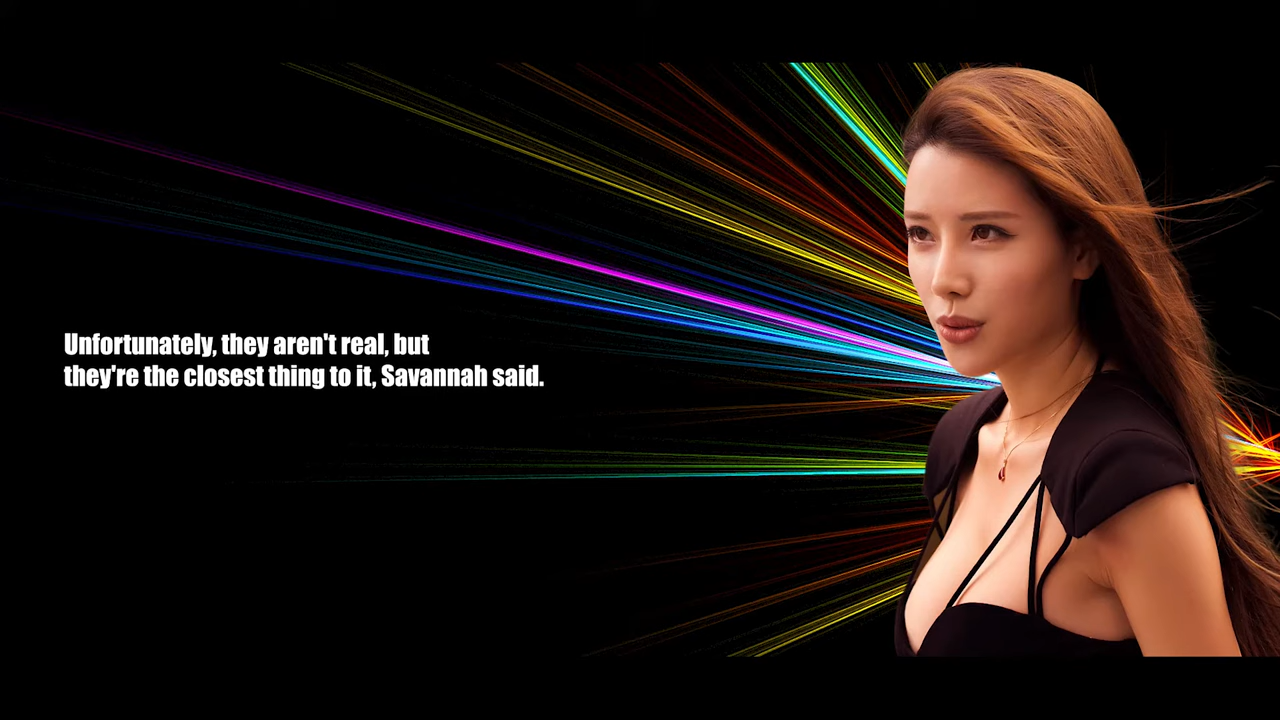 Unfortunately, they aren't real, but
they're the closest thing to it, Savannah said.